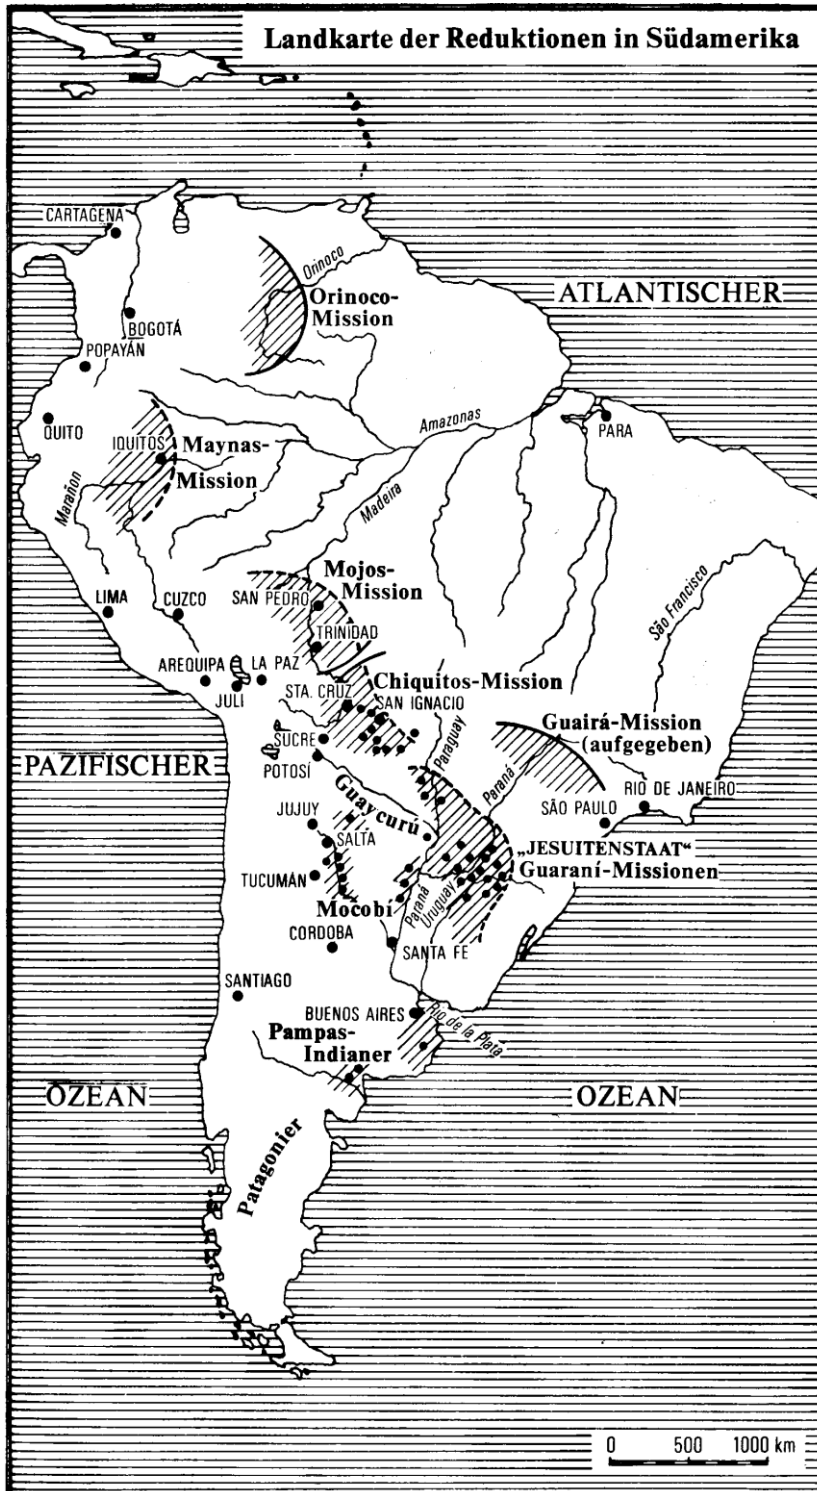 Landkarte der Reduktionen in Südamerika
CARTAGENA
Orinoco
Orinoco-
Mission
ATLANTISCHER
BOGOTÁ
POPAYÁN
QUITO
IQUITOS
Maynas-
Mission
Amazonas
PARA
Marañon
Madeira
São Francisco
Mojos-
Mission
LIMA
CUZCO
SAN PEDRO
TRINIDAD
AREQUIPA
LA PAZ
JULI
Chiquitos-Mission
STA. CRUZ
SAN IGNACIO
SUCRE
POTOSÍ
Paraguay
Paraná
Guairá-Mission
(aufgegeben)
PAZIFISCHER
RIO DE JANEIRO
SÃO PAULO
Guaycurú
JUJUY
SALTA
„JESUITENSTAAT“
Guaraní-Missionen
TUCUMÁN
Mocobí
Paraná
Uruguay
CORDOBA
SANTA FE
SANTIAGO
BUENOS AIRES
Rio de la Plata
Pampas-
Indianer
OZEAN
OZEAN
Patagonier
0 500 1000 km